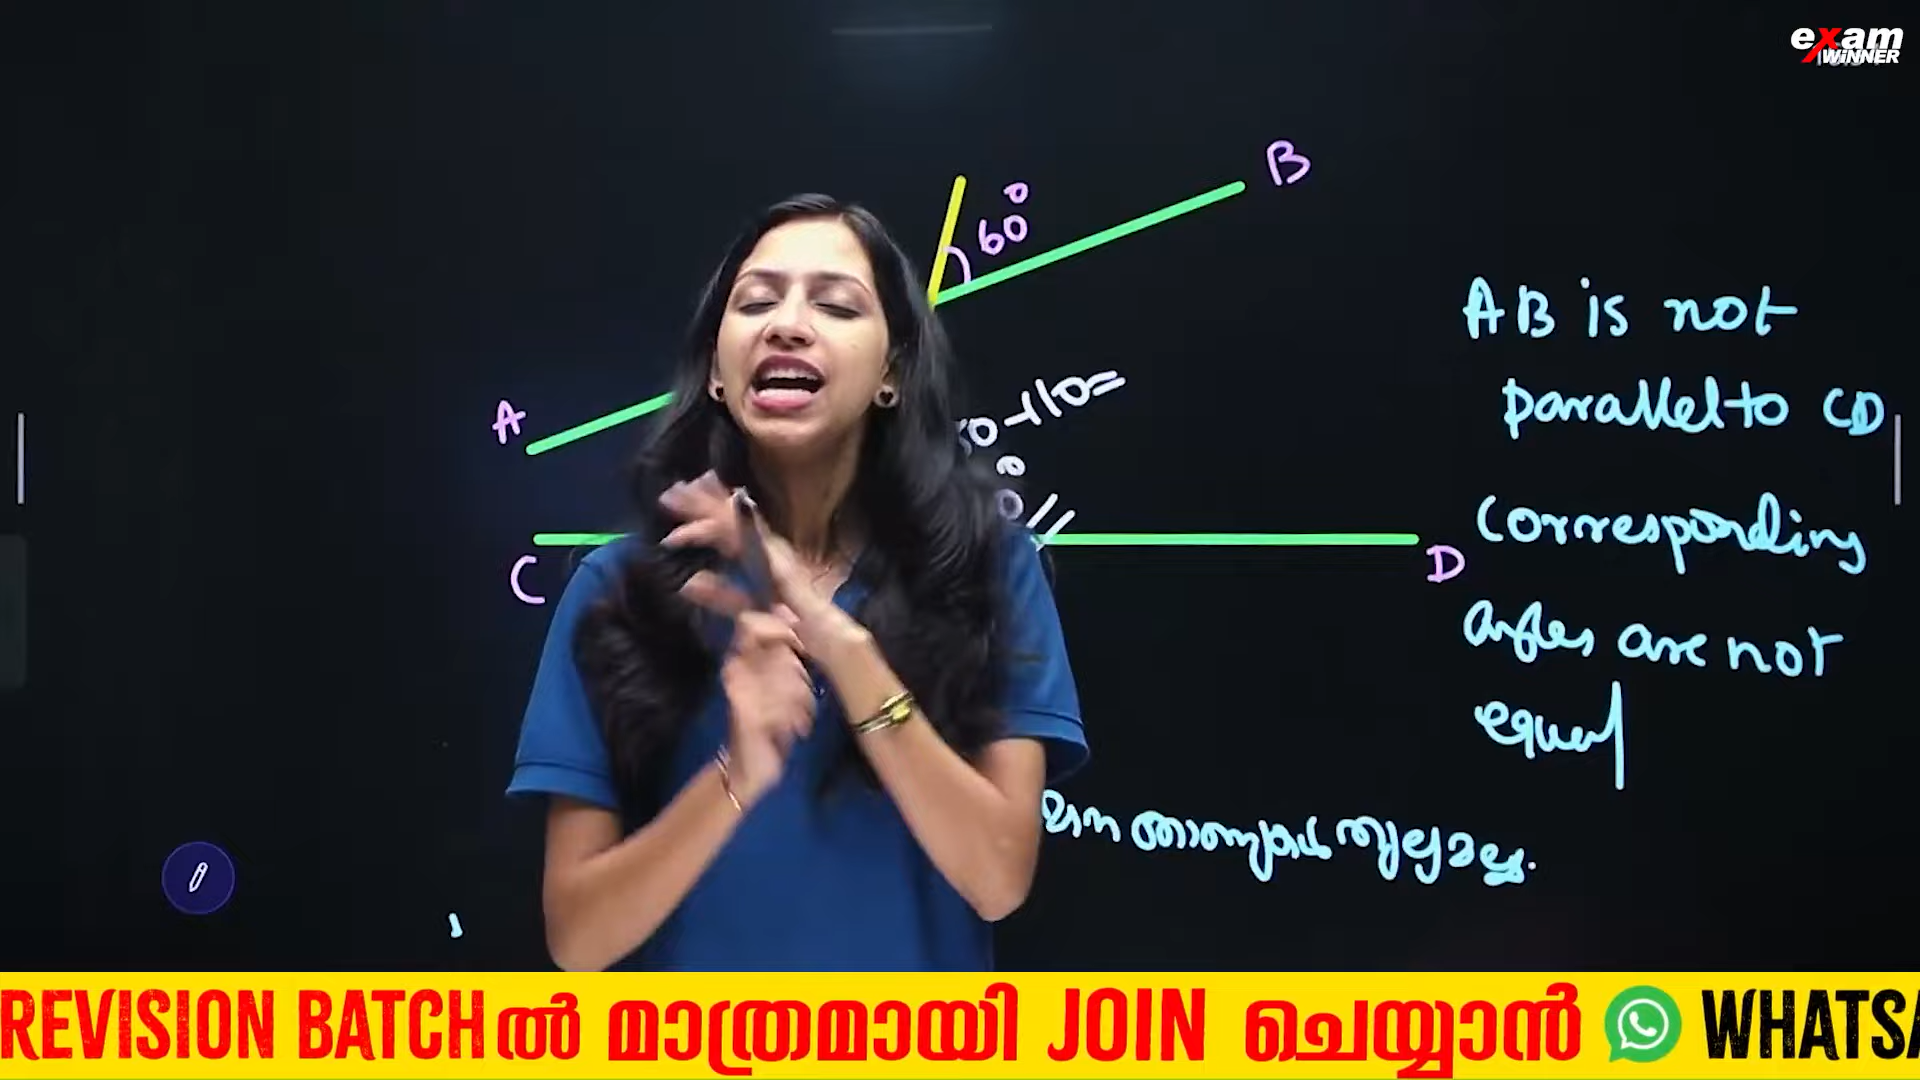 exam
WINNER
B
60°
AB is not
parallel to CD
A
C
D
Corresponding
angles are not
equal
തുല്യമല്ല.
REVISION BATCHൽ മാത്രമായി JOIN ചെയ്യാൻ WHATSA